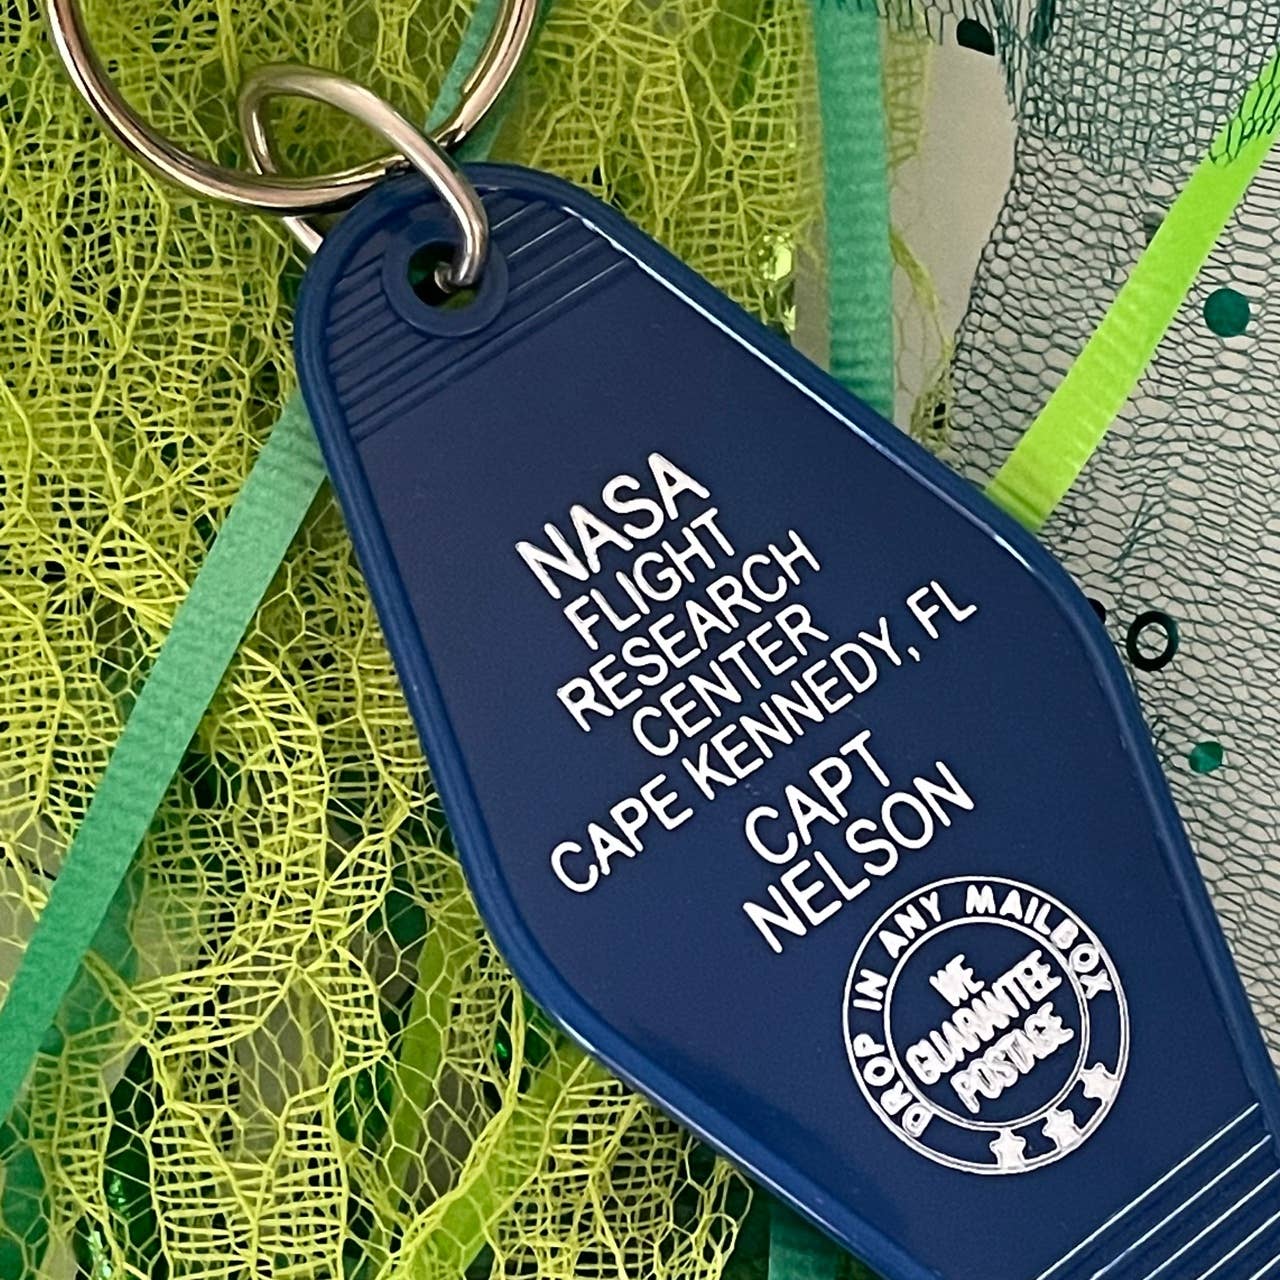 NASA
FLIGHT
RESEARCH
CENTER
CAPE KENNEDY, FL
CAPT
NELSON
DROP IN ANY MAILBOX
WE
GUARANTEE
POSTAGE